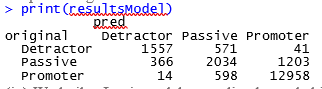 > print(resultsModel)
pred
original Detractor Passive Promoter
Detractor 1557 571 41
Passive 366 2034 1203
Promoter 14 598 12958